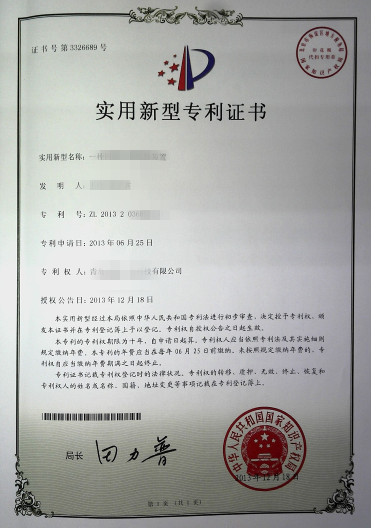 证书号第3326689号
实用新型专利证书
实用新型名称：一种
发明人：
专利号：ZL 2013 2 036
专利申请日：2013年06月25日
专利权人：青 有限公司
授权公告日：2013年12月18日
本实用新型经过本局依照中华人民共和国专利法进行初步审查，决定授予专利权，颁
发本证书并在专利登记簿上予以登记。专利权自授权公告之日起生效。
本专利的专利权期限为十年，自申请日起算。专利权人应当依照专利法及其实施细则
规定缴纳年费。本专利的年费应当在每年06月25日前缴纳。未按照规定缴纳年费的，专
利权自应当缴纳年费期满之日起终止。
专利证书记载专利权登记时的法律状况。专利权的转移、质押、无效、终止、恢复和
专利权人的姓名或名称、国籍、地址变更等事项记载在专利登记簿上。
局长 田力普
中华人民共和国国家知识产权局
2013年12月18日
第1页（共1页）